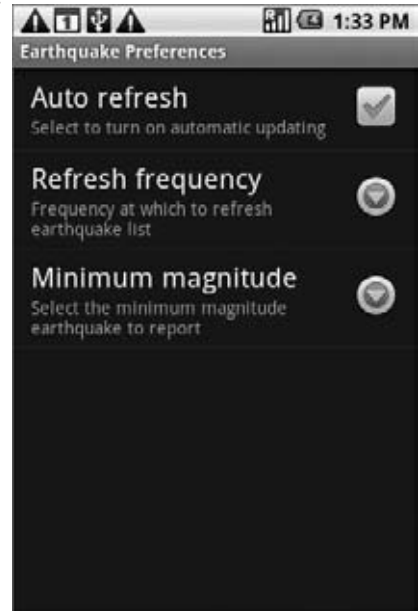 1
1:33 PM
Earthquake Preferences
Auto refresh
Select to turn on automatic updating
Refresh frequency
Frequency at which to refresh
earthquake list
Minimum magnitude
Select the minimum magnitude
earthquake to report